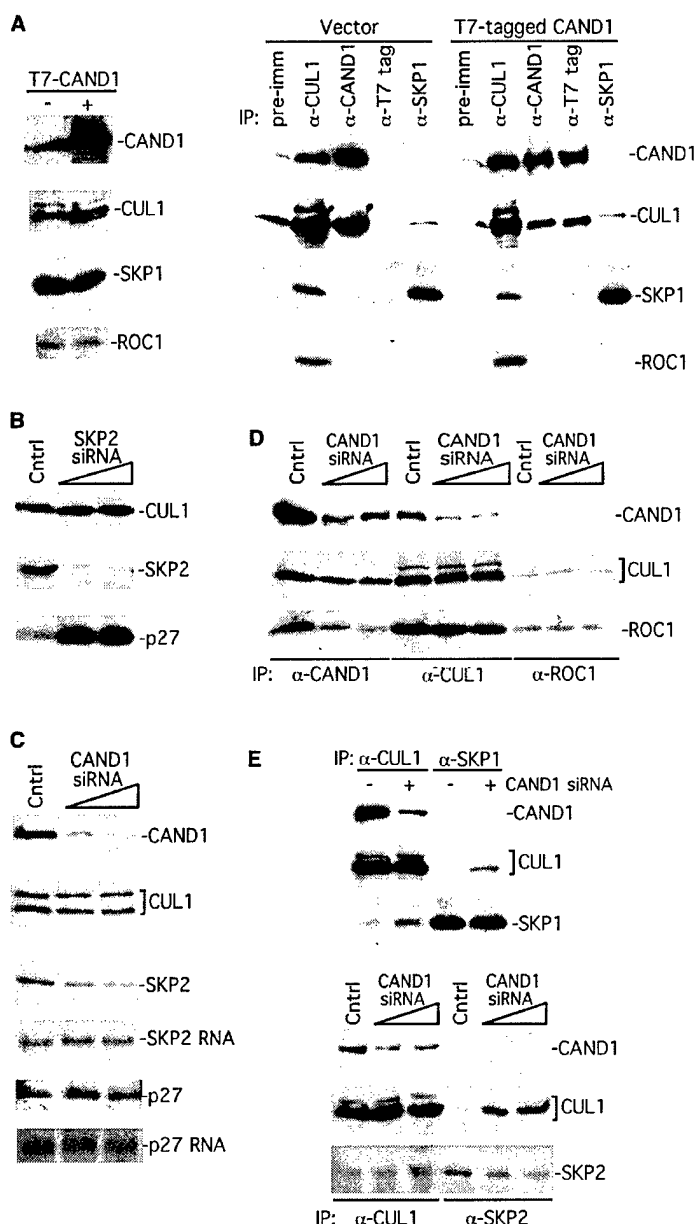 A
T7-CAND1
- +
-CAND1
-CUL1
-SKP1
-ROC1
Vector
T7-tagged CAND1
IP:
pre-imm
α-CUL1
α-CAND1
α-T7 tag
α-SKP1
pre-imm
α-CUL1
α-CAND1
α-T7 tag
α-SKP1
-CAND1
-CUL1
-SKP1
-ROC1
B
Cntrl
SKP2
siRNA
-CUL1
-SKP2
-p27
D
Cntrl
CAND1
siRNA
Cntrl
CAND1
siRNA
Cntrl
CAND1
siRNA
-CAND1
]CUL1
-ROC1
IP: α-CAND1 α-CUL1 α-ROC1
C
Cntrl
CAND1
siRNA
-CAND1
]CUL1
-SKP2
-SKP2 RNA
-p27
-p27 RNA
E
IP: α-CUL1 α-SKP1
- + - + CAND1 siRNA
-CAND1
]CUL1
-SKP1
Cntrl
CAND1
siRNA
Cntrl
CAND1
siRNA
-CAND1
]CUL1
-SKP2
IP: α-CUL1 α-SKP2